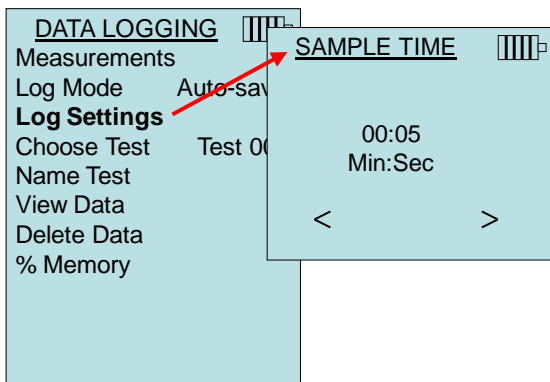 DATA LOGGING
Measurements
Log Mode
Log Settings
Choose Test Test
Name Test
View Data
Delete Data
% Memory
SAMPLE TIME
00:05
Min:Sec
< >